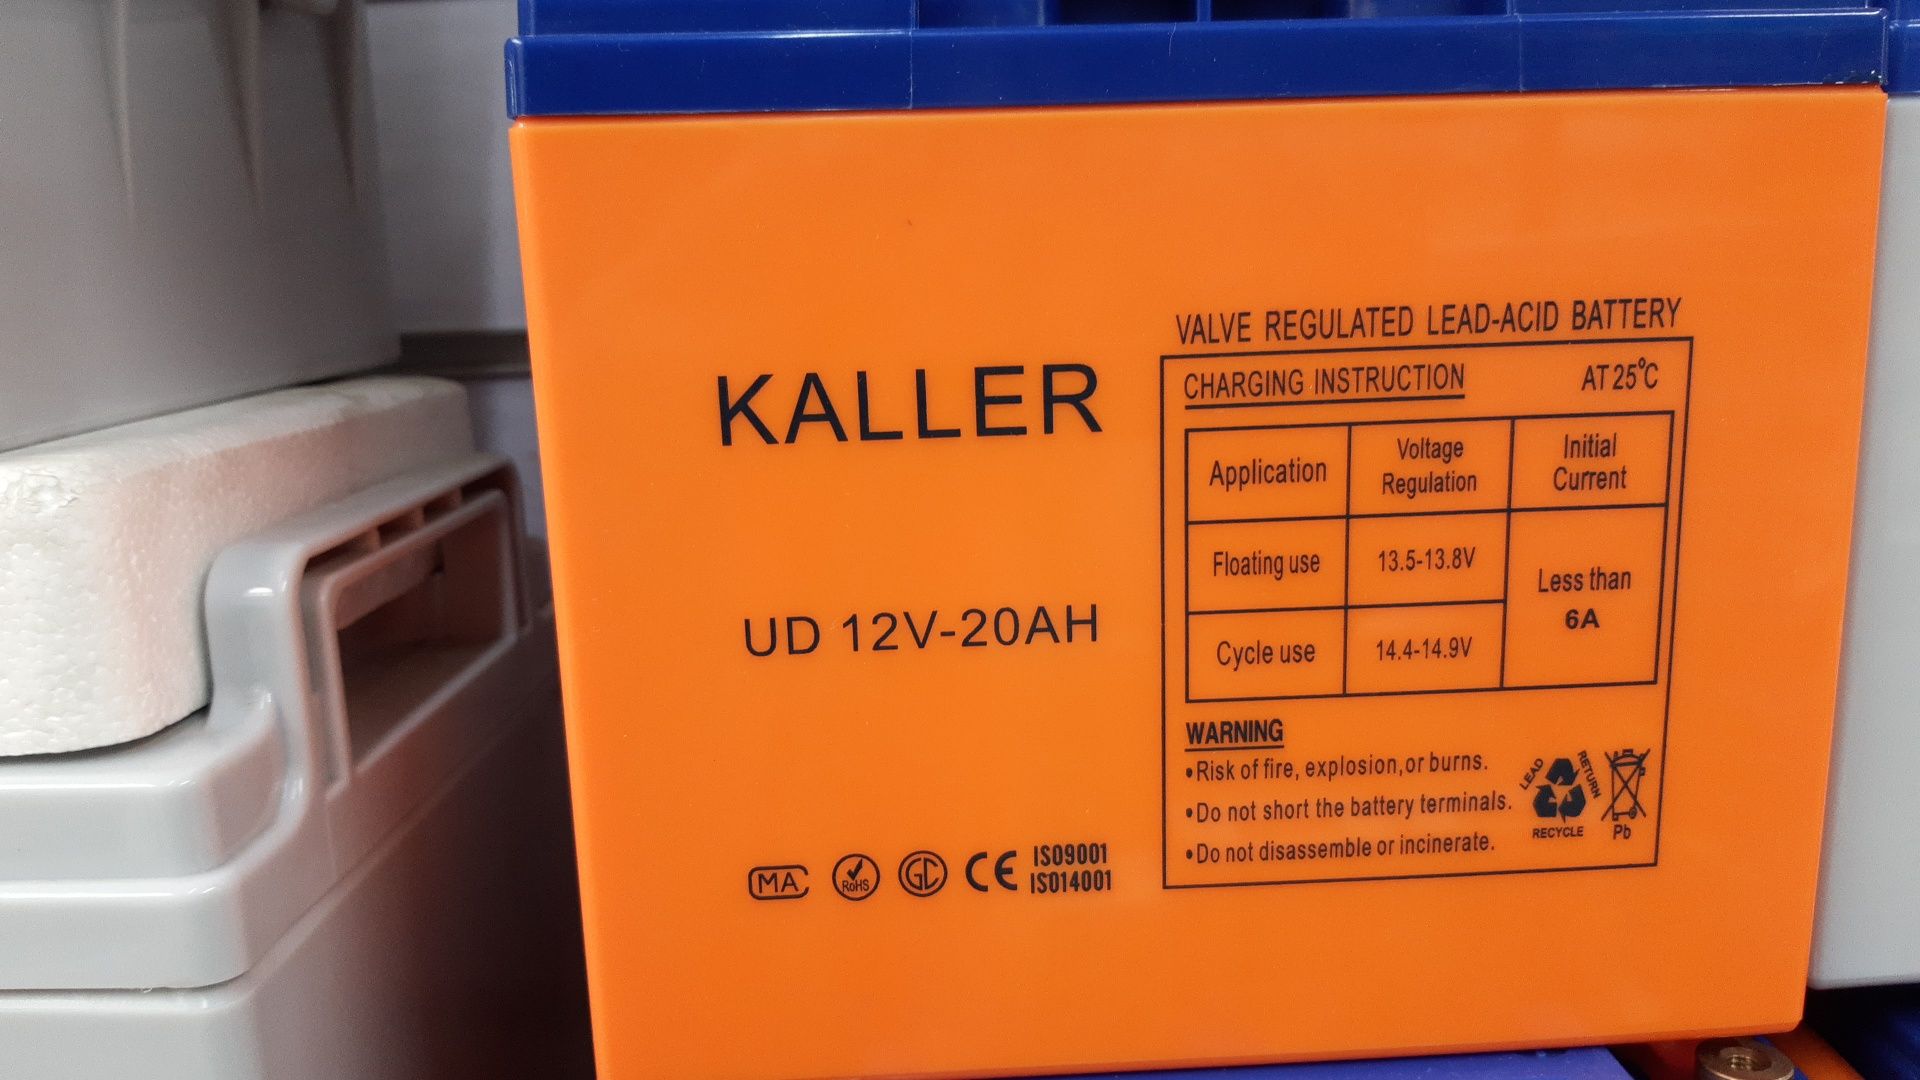 VALVE REGULATED LEAD-ACID BATTERY
CHARGING INSTRUCTION AT 25°C
Application Voltage Regulation Initial Current
Floating use 13.5-13.8V Less than 6A
Cycle use 14.4-14.9V
WARNING
•Risk of fire, explosion,or burns.
•Do not short the battery terminals.
•Do not disassemble or incinerate.
LEAD RETURN
RECYCLE
Pb
KALLER
UD 12V-20AH
MA RoHS GC CE ISO9001
ISO14001